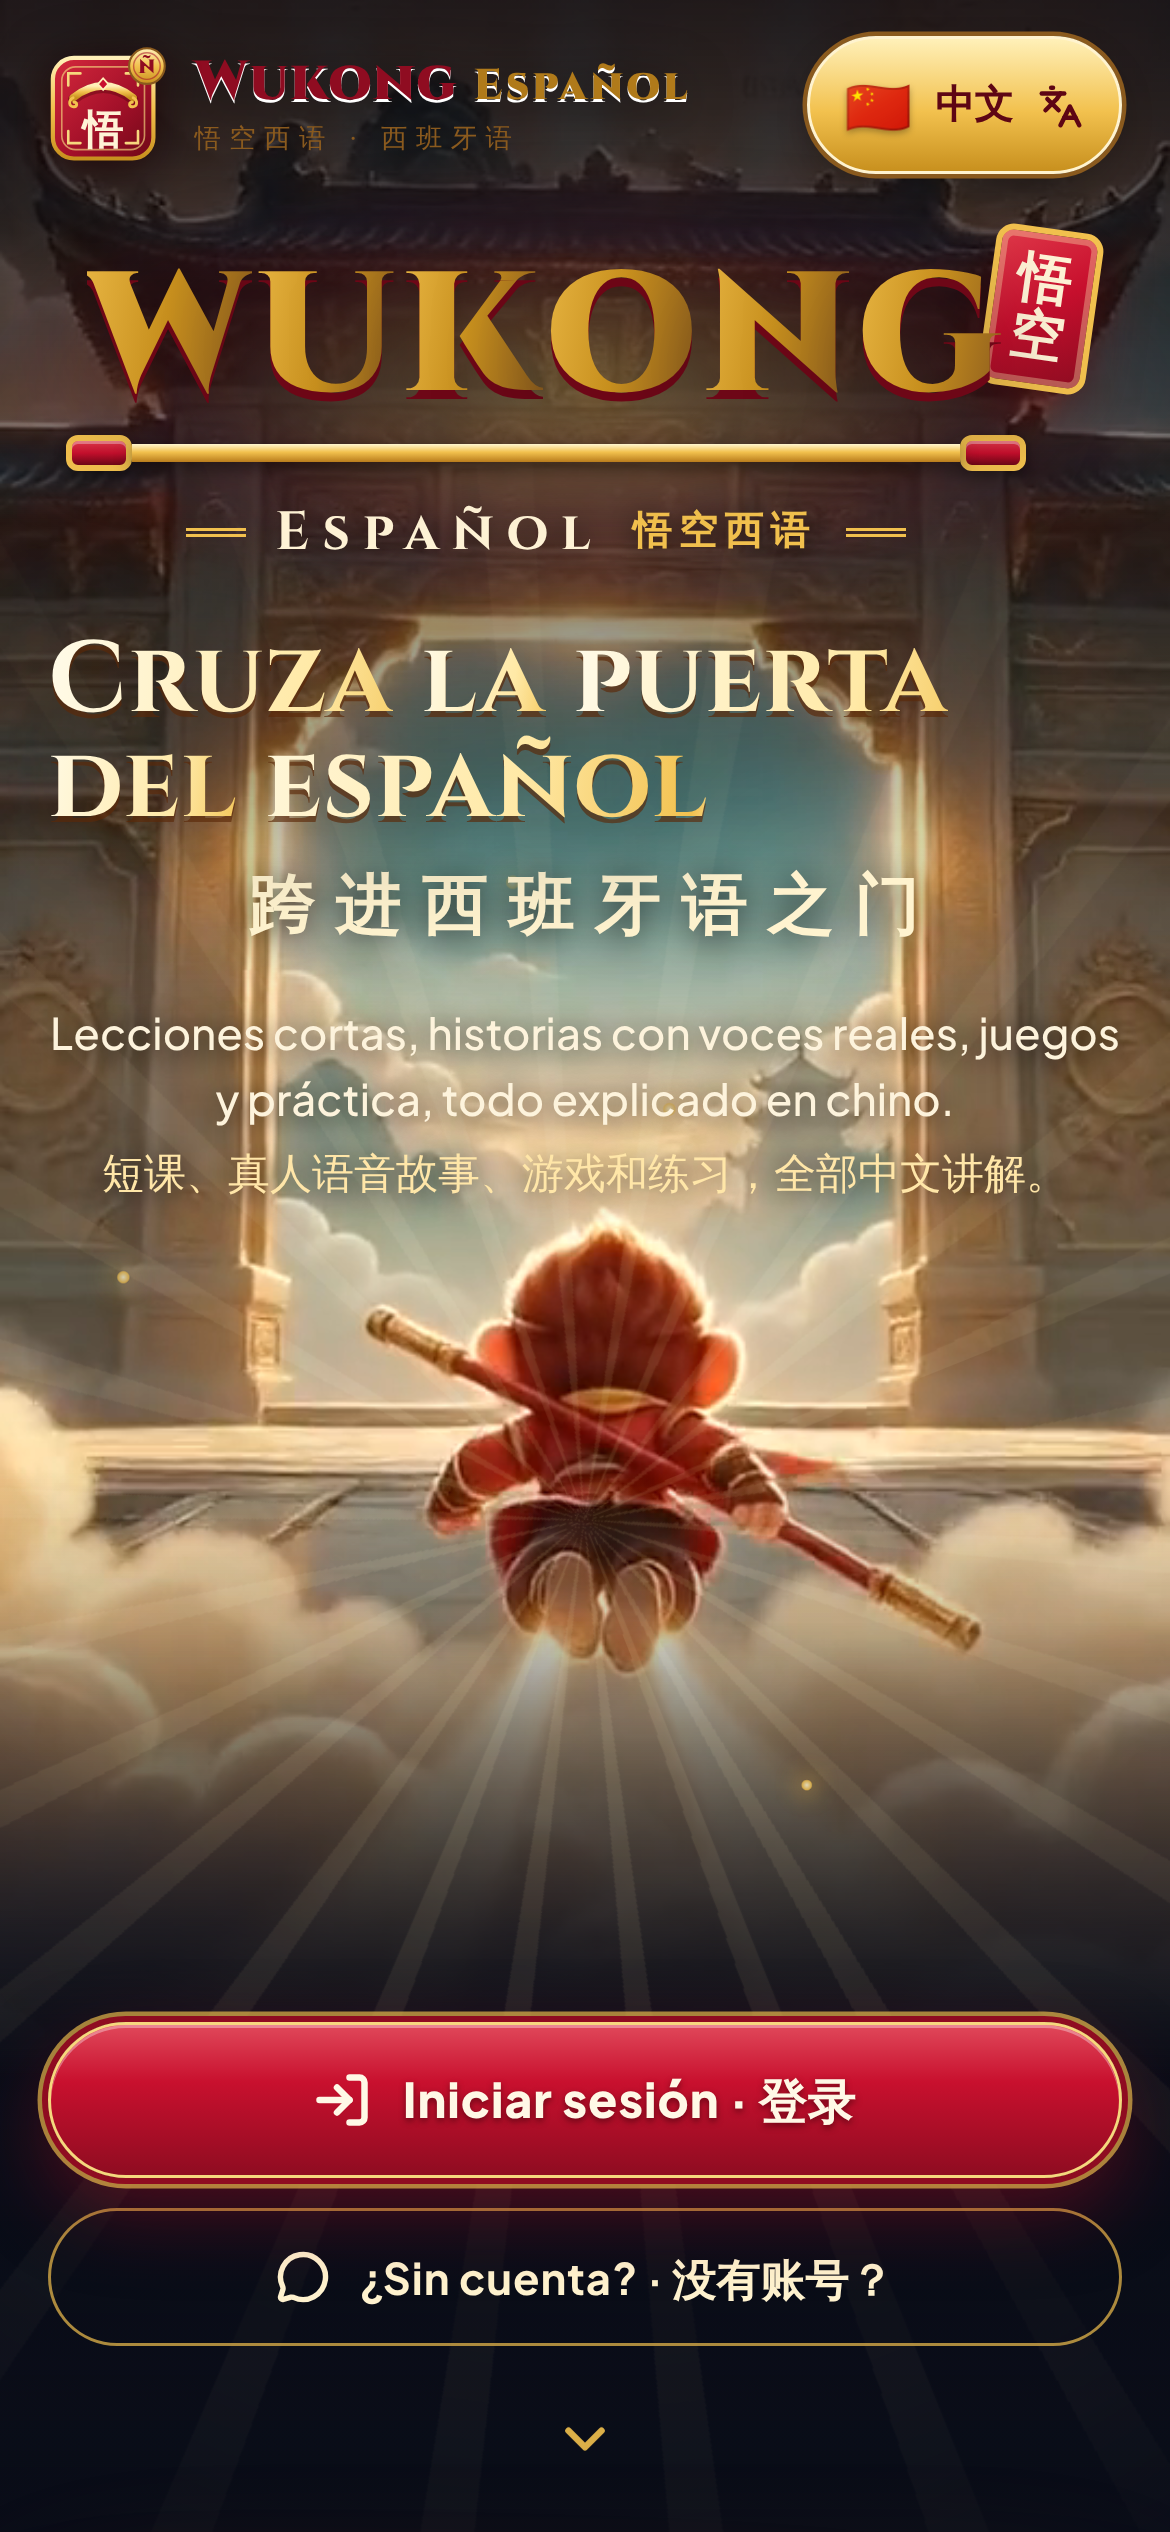 悟 Ñ
Wukong Español
悟空西语 · 西班牙语
中文
WUKONG
悟空
Español 悟空西语
Cruza la puerta
del español
跨进西班牙语之门
Lecciones cortas, historias con voces reales, juegos
y práctica, todo explicado en chino.
短课、真人语音故事、游戏和练习，全部中文讲解。
Iniciar sesión · 登录
¿Sin cuenta? · 没有账号？